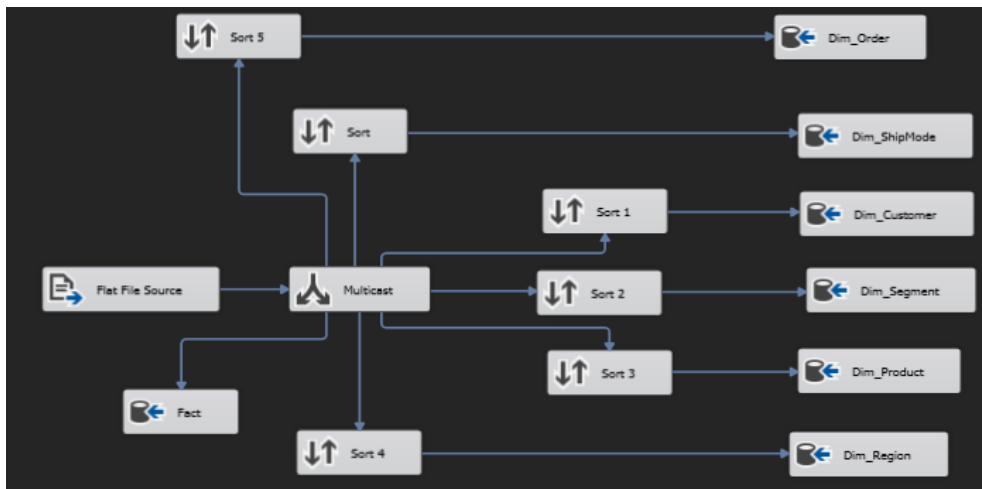 Sort 5
Dim_Order
Sort
Dim_ShipMode
Sort 1
Dim_Customer
Flat File Source
Multicast
Sort 2
Dim_Segment
Sort 3
Dim_Product
Fact
Sort 4
Dim_Region